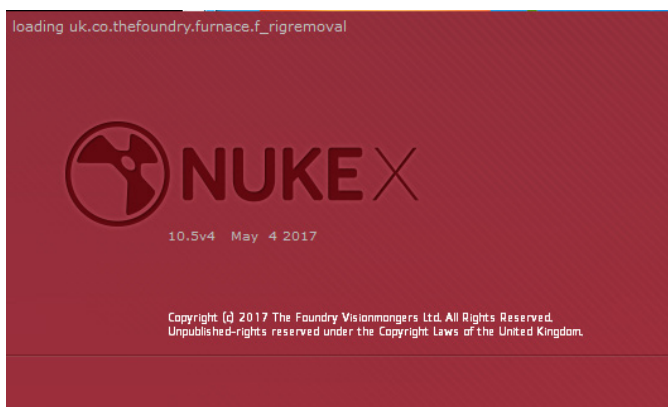 loading uk.co.thefoundry.furnace.f_rigremoval
NUKEX
10.5v4 May 4 2017
Copyright (c) 2017 The Foundry Visionmongers Ltd. All Rights Reserved.
Unpublished-rights reserved under the Copyright Laws of the United Kingdom.